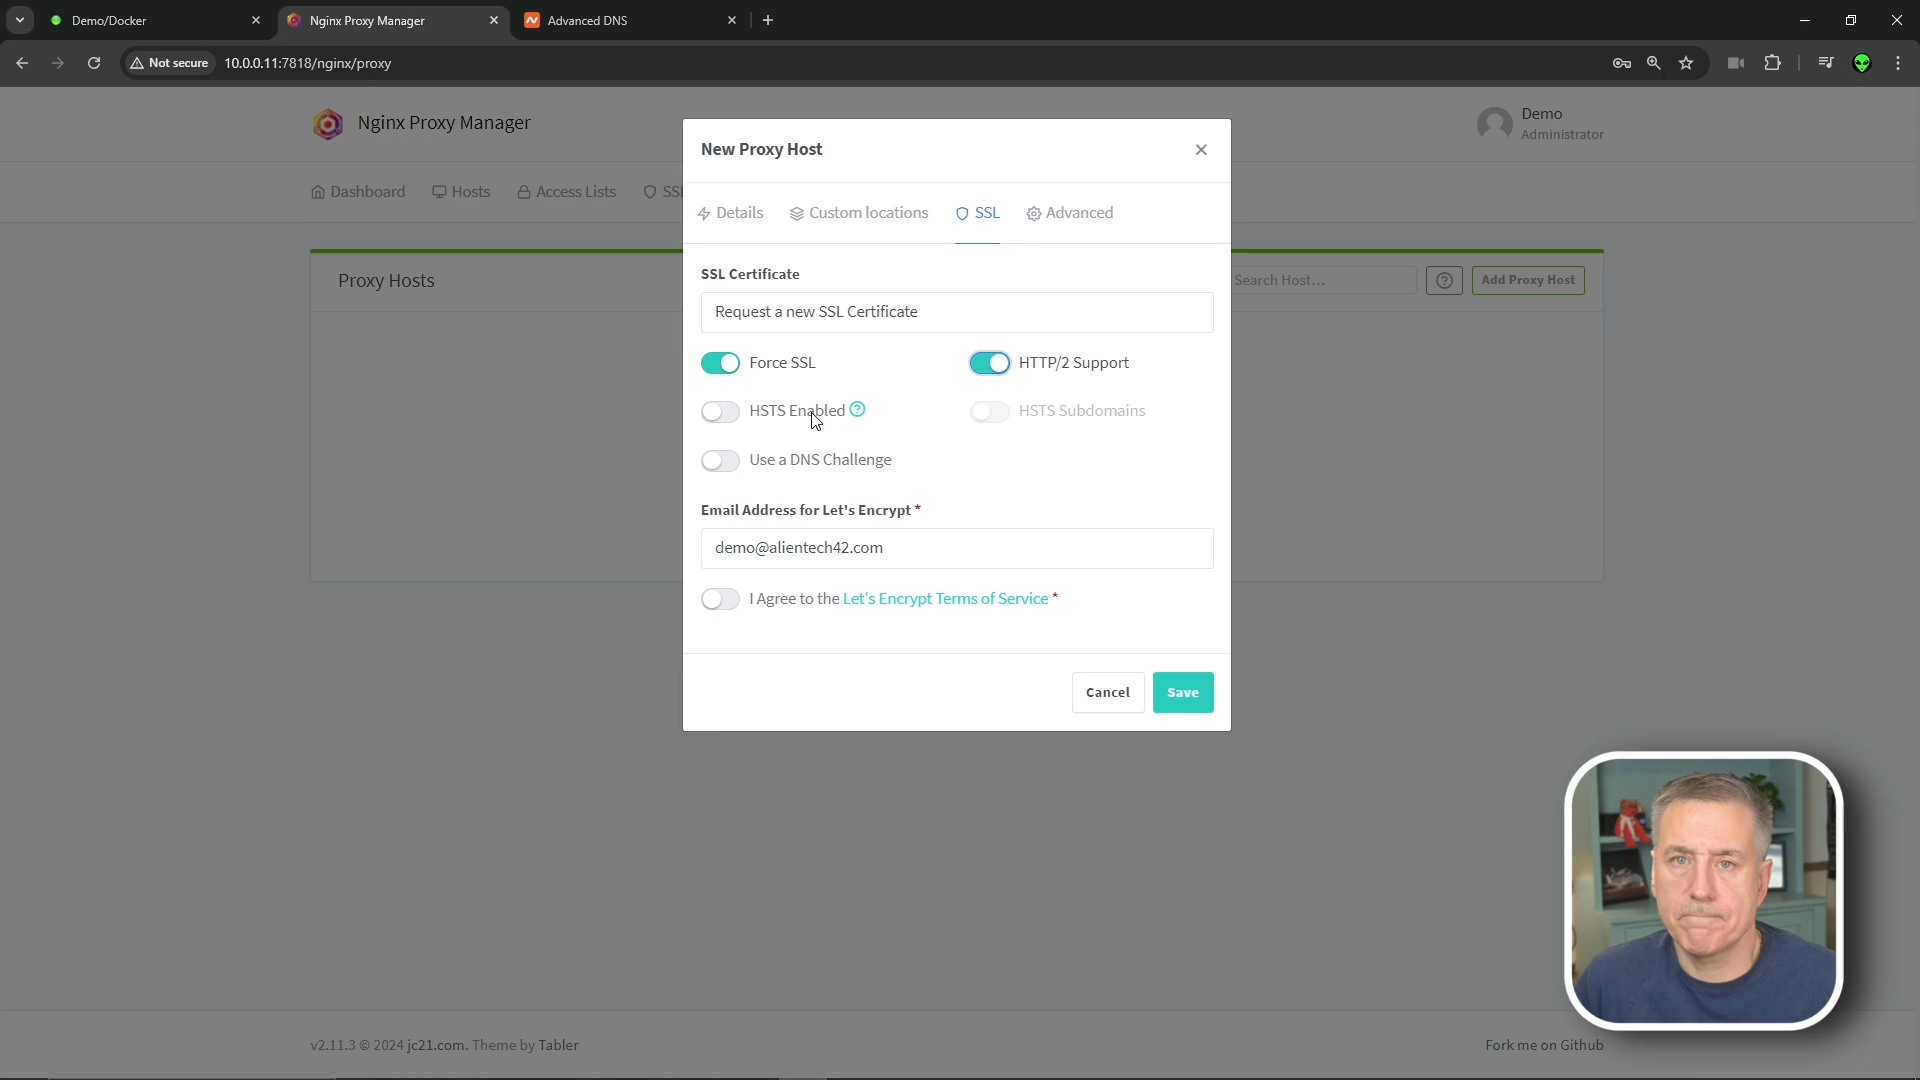 Demo/Docker
Nginx Proxy Manager
Advanced DNS
Not secure
10.0.0.11:7818/nginx/proxy
Nginx Proxy Manager
Demo
Administrator
Dashboard
Hosts
Access Lists
SS
Proxy Hosts
Search Host...
Add Proxy Host
New Proxy Host
Details
Custom locations
SSL
Advanced
SSL Certificate
Request a new SSL Certificate
Force SSL
HTTP/2 Support
HSTS Enabled
HSTS Subdomains
Use a DNS Challenge
Email Address for Let's Encrypt *
demo@alientech42.com
I Agree to the Let's Encrypt Terms of Service *
Cancel
Save
v2.11.3 © 2024 jc21.com. Theme by Tabler
Fork me on Github